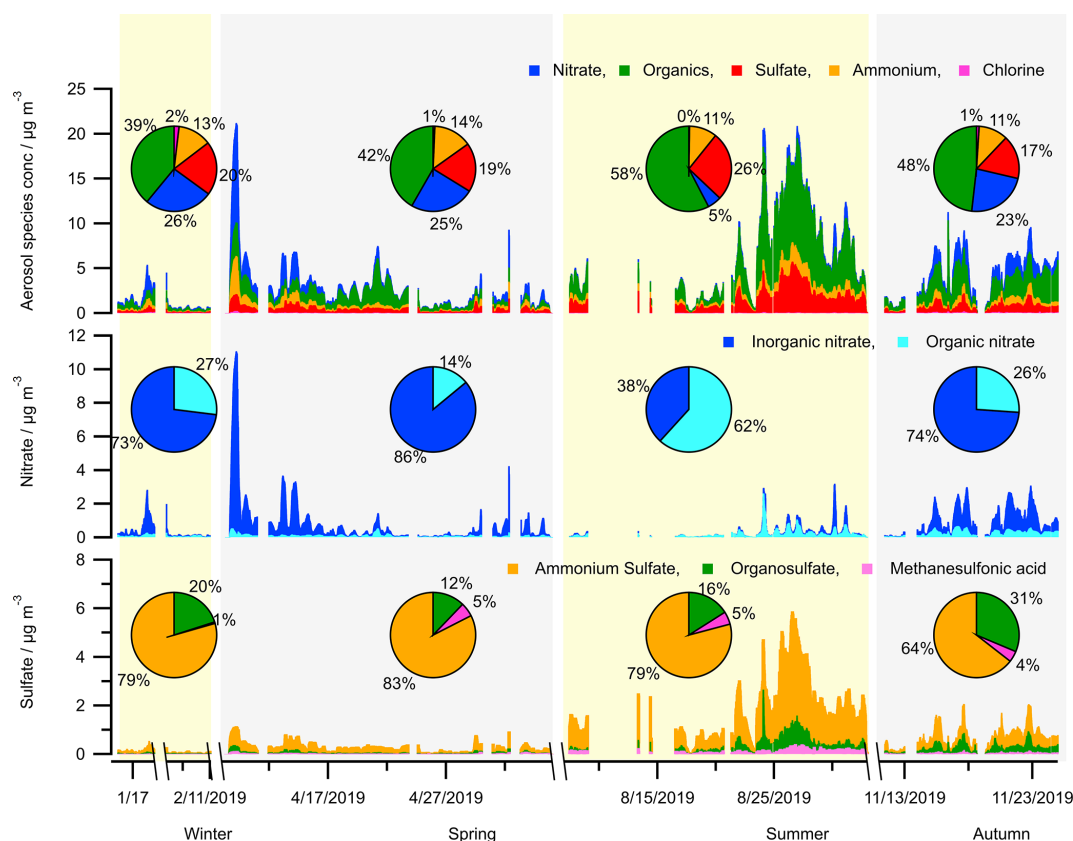 Nitrate, Organics, Sulfate, Ammonium, Chlorine
Aerosol species conc / µg m⁻³
25
20
15
10
5
0
39% 2% 13% 20% 26%
1% 14% 19% 25% 42%
0% 11% 26% 5% 58%
1% 11% 17% 23% 48%
Inorganic nitrate, Organic nitrate
Nitrate / µg m⁻³
12
10
8
6
4
2
0
27% 73%
14% 86%
38% 62%
26% 74%
Ammonium Sulfate, Organosulfate, Methanesulfonic acid
Sulfate / µg m⁻³
8
6
4
2
0
20% 1% 79%
12% 5% 83%
16% 5% 79%
31% 4% 64%
1/17 2/11/2019 4/17/2019 4/27/2019 8/15/2019 8/25/2019 11/13/2019 11/23/2019
Winter Spring Summer Autumn